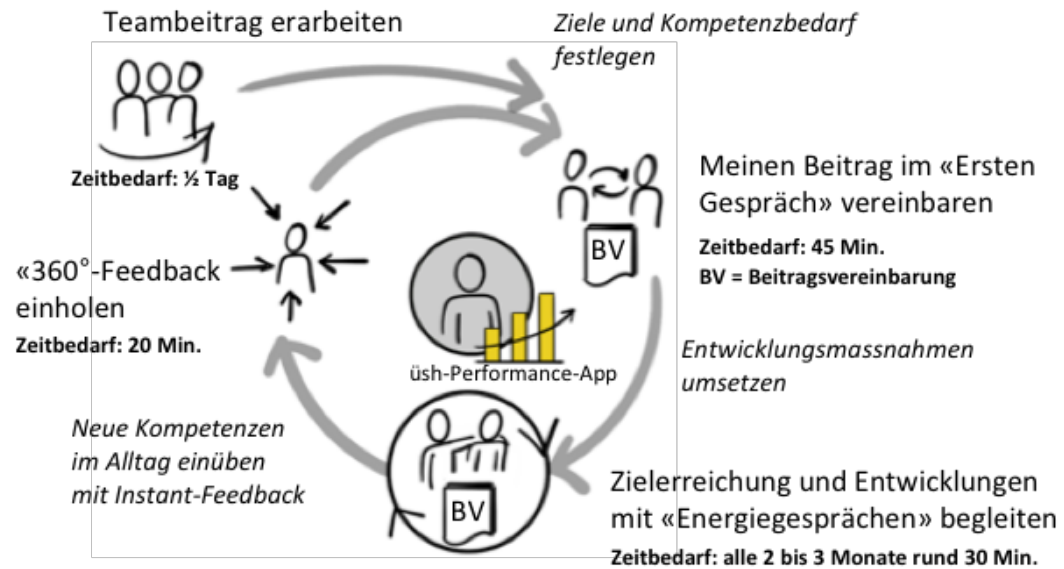 Teambeitrag erarbeiten
Zeitbedarf: ½ Tag
Ziele und Kompetenzbedarf
festlegen
Meinen Beitrag im «Ersten
Gespräch» vereinbaren
Zeitbedarf: 45 Min.
BV = Beitragsvereinbarung
BV
«360°-Feedback
einholen
Zeitbedarf: 20 Min.
üsh-Performance-App
Entwicklungsmassnahmen
umsetzen
Neue Kompetenzen
im Alltag einüben
mit Instant-Feedback
BV
Zielerreichung und Entwicklungen
mit «Energiegesprächen» begleiten
Zeitbedarf: alle 2 bis 3 Monate rund 30 Min.